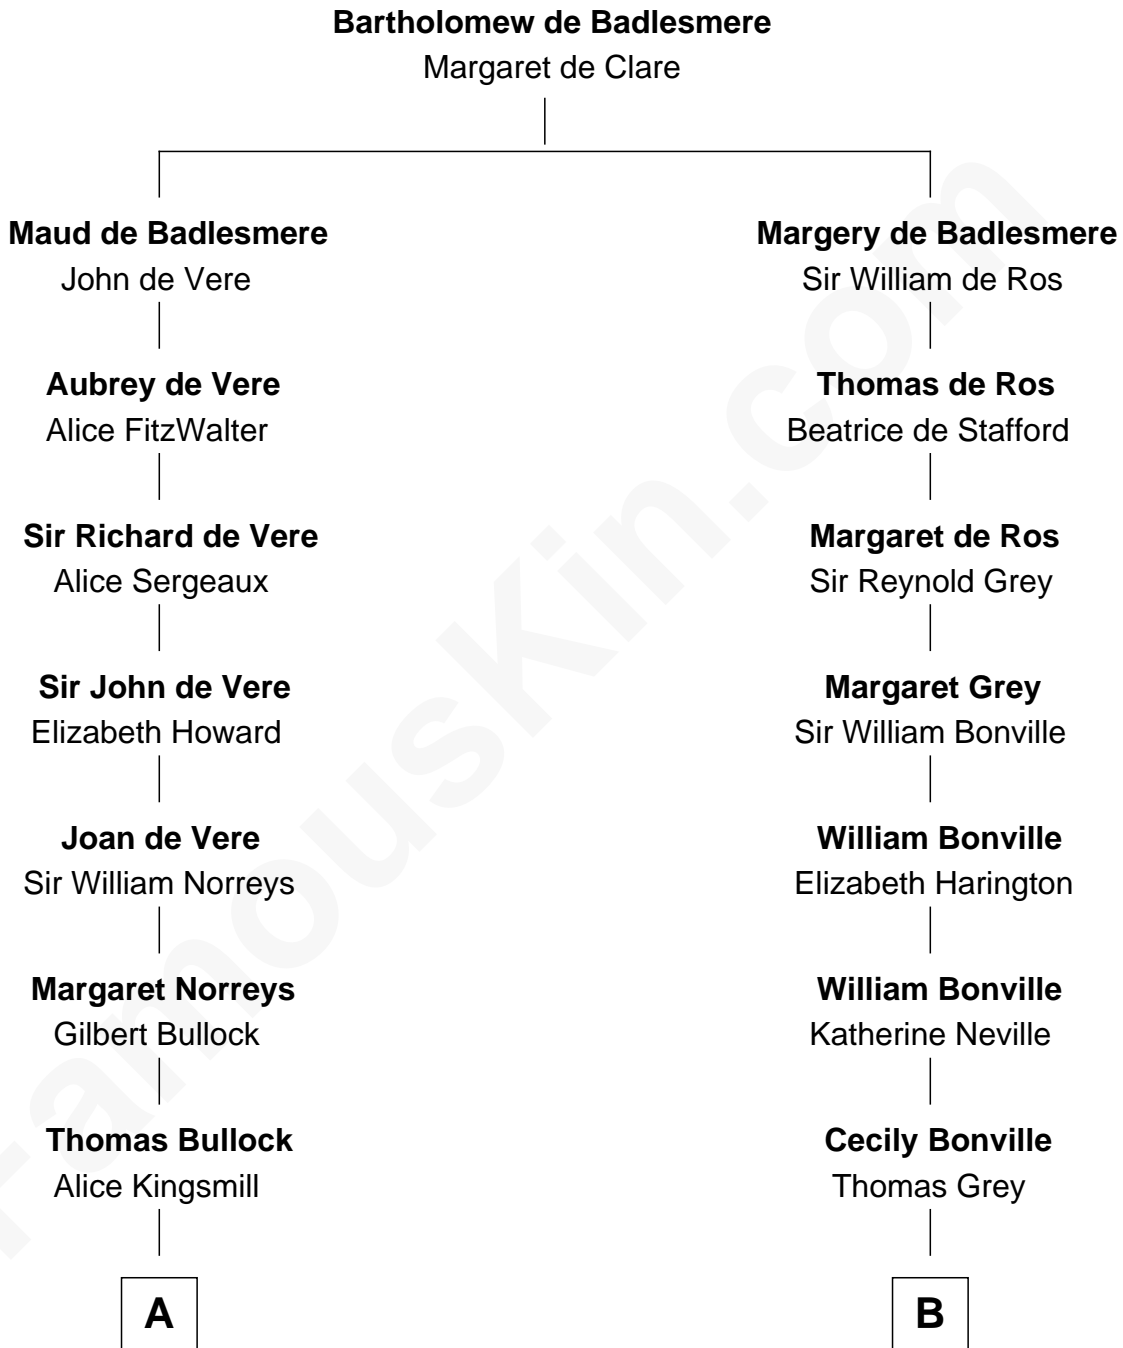 Bartholomew de Badlesmere
Margaret de Clare
Maud de Badlesmere
John de Vere
Margery de Badlesmere
Sir William de Ros
Aubrey de Vere
Alice FitzWalter
Thomas de Ros
Beatrice de Stafford
Sir Richard de Vere
Alice Sergeaux
Margaret de Ros
Sir Reynold Grey
Sir John de Vere
Elizabeth Howard
Margaret Grey
Sir William Bonville
Joan de Vere
Sir William Norreys
William Bonville
Elizabeth Harington
Margaret Norreys
Gilbert Bullock
William Bonville
Katherine Neville
Thomas Bullock
Alice Kingsmill
Cecily Bonville
Thomas Grey
A
B
FamousKin.com